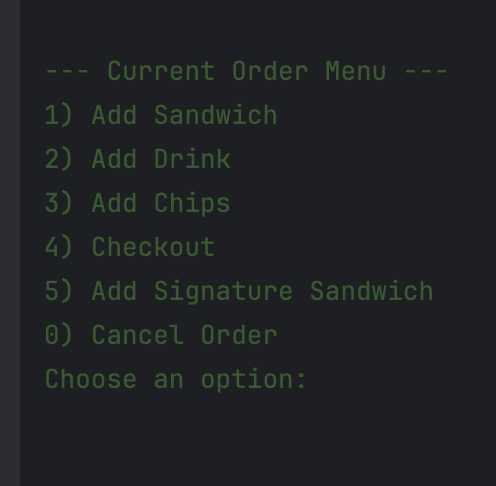 --- Current Order Menu ---
1) Add Sandwich
2) Add Drink
3) Add Chips
4) Checkout
5) Add Signature Sandwich
0) Cancel Order
Choose an option: